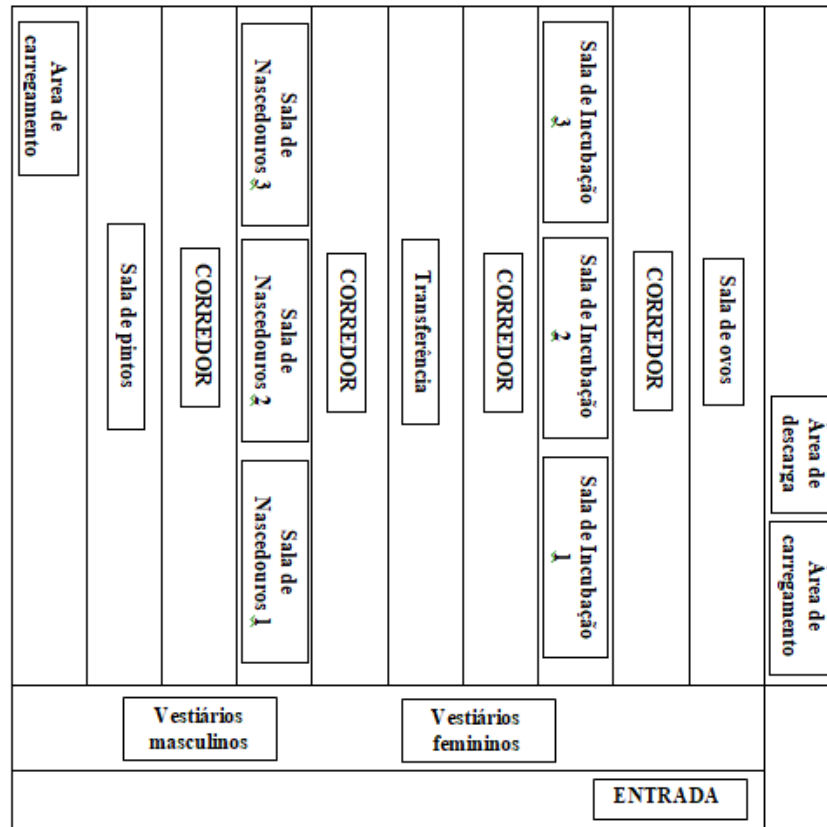 Área de
carregamento
Sala de pintos
CORREDOR
Sala de
Nascedouros 3
Sala de
Nascedouros 2
Sala de
Nascedouros 1
CORREDOR
Transferência
CORREDOR
Sala de Incubação
3
Sala de Incubação
2
Sala de Incubação
1
CORREDOR
Sala de ovos
Área de
descarga
Área de
carregamento
Vestiários
masculinos
Vestiários
femininos
ENTRADA